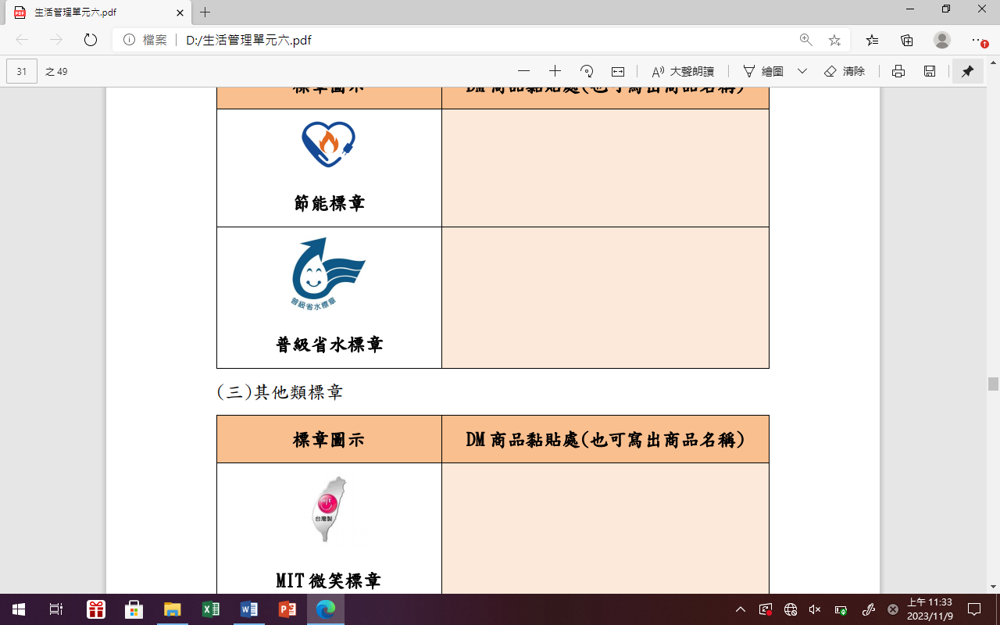 生活管理單元六.pdf
檔案 D:/生活管理單元六.pdf
31 之 49 大聲朗讀 繪圖 清除
標章圖示 DM 商品黏貼處(也可寫出商品名稱)
節能標章
普級省水標章
普級省水標章
(三)其他類標章
標章圖示 DM 商品黏貼處(也可寫出商品名稱)
mit
台灣製
MIT 微笑標章
上午 11:33
2023/11/9